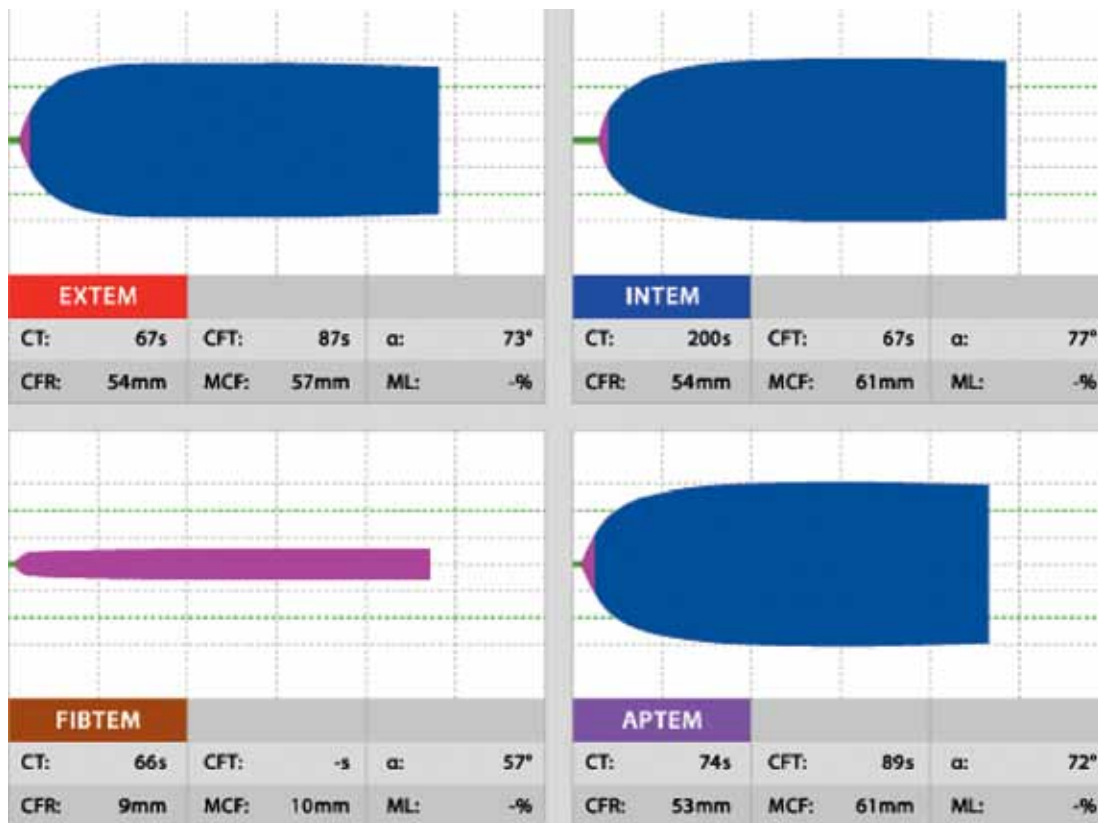 EXTEM
CT: 67s CFT: 87s α: 73°
CFR: 54mm MCF: 57mm ML: -%
INTEM
CT: 200s CFT: 67s α: 77°
CFR: 54mm MCF: 61mm ML: -%
FIBTEM
CT: 66s CFT: -s α: 57°
CFR: 9mm MCF: 10mm ML: -%
APTEM
CT: 74s CFT: 89s α: 72°
CFR: 53mm MCF: 61mm ML: -%